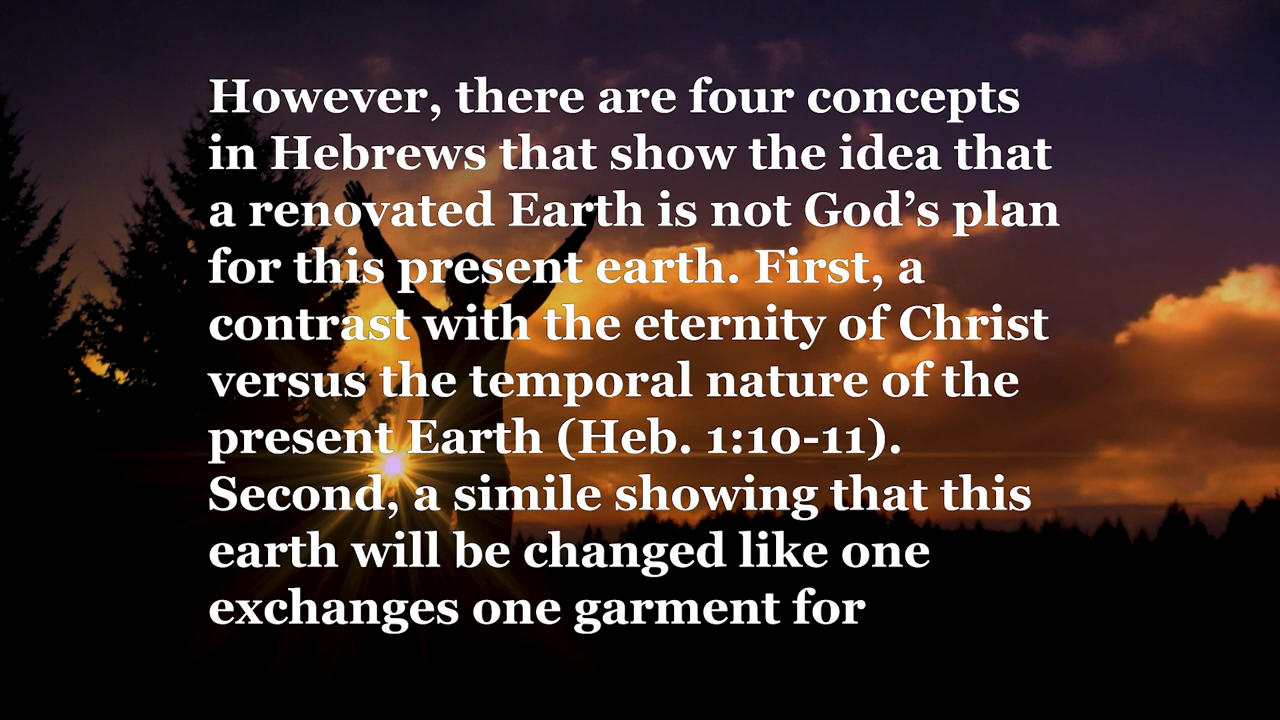 However, there are four concepts
in Hebrews that show the idea that
a renovated Earth is not God’s plan
for this present earth. First, a
contrast with the eternity of Christ
versus the temporal nature of the
present Earth (Heb. 1:10-11).
Second, a simile showing that this
earth will be changed like one
exchanges one garment for